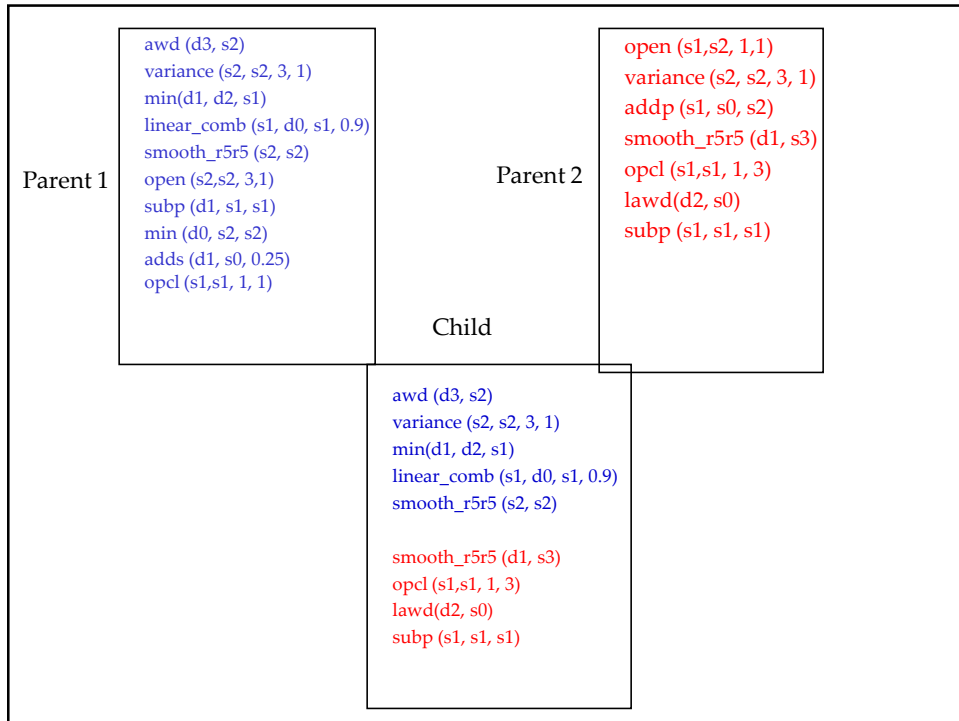 Parent 1
awd (d3, s2)
variance (s2, s2, 3, 1)
min(d1, d2, s1)
linear_comb (s1, d0, s1, 0.9)
smooth_r5r5 (s2, s2)
open (s2,s2, 3,1)
subp (d1, s1, s1)
min (d0, s2, s2)
adds (d1, s0, 0.25)
opcl (s1,s1, 1, 1)
Parent 2
open (s1,s2, 1,1)
variance (s2, s2, 3, 1)
addp (s1, s0, s2)
smooth_r5r5 (d1, s3)
opcl (s1,s1, 1, 3)
lawd(d2, s0)
subp (s1, s1, s1)
Child
awd (d3, s2)
variance (s2, s2, 3, 1)
min(d1, d2, s1)
linear_comb (s1, d0, s1, 0.9)
smooth_r5r5 (s2, s2)
smooth_r5r5 (d1, s3)
opcl (s1,s1, 1, 3)
lawd(d2, s0)
subp (s1, s1, s1)